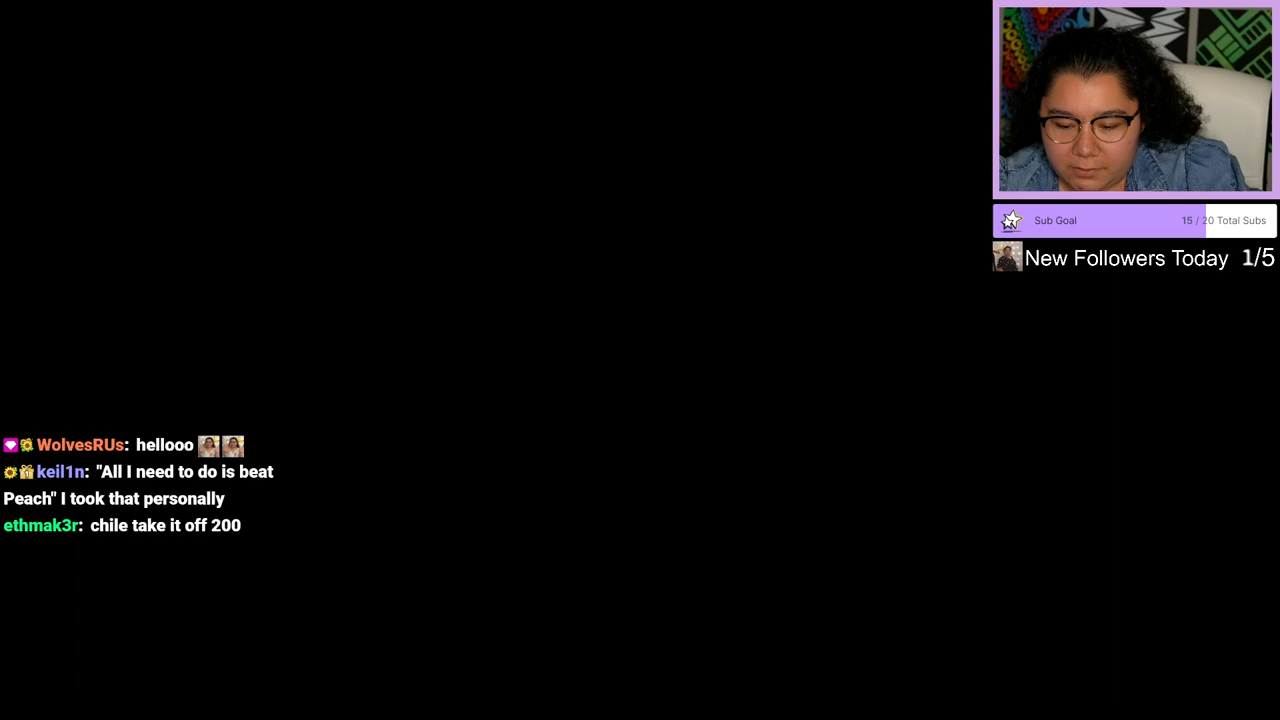 Sub Goal 15 / 20 Total Subs
New Followers Today 1/5
WolvesRUs: hellooo
keil1n: "All I need to do is beat
Peach" I took that personally
ethmak3r: chile take it off 200